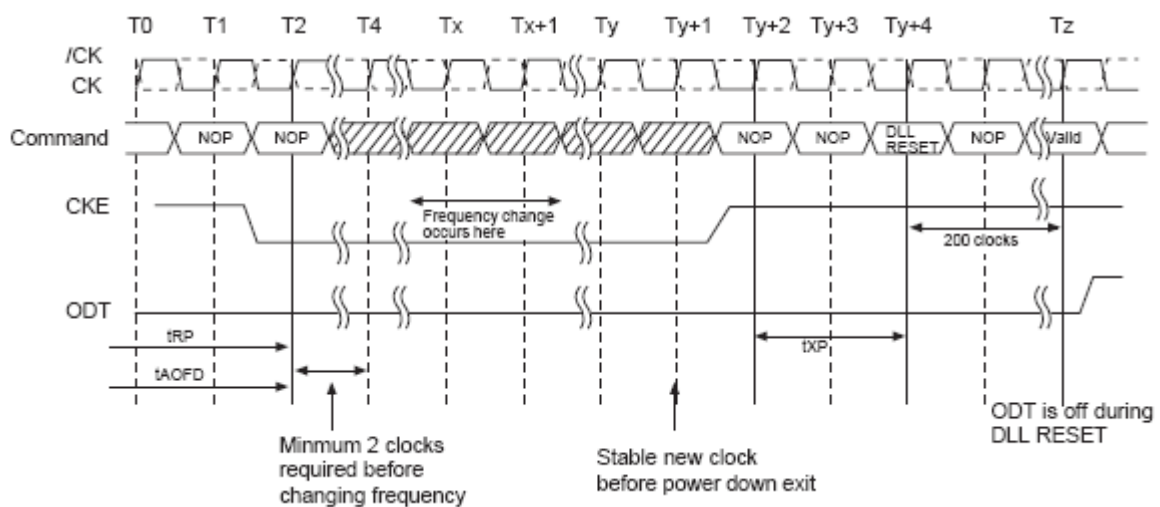 T0 T1 T2 T4 Tx Tx+1 Ty Ty+1 Ty+2 Ty+3 Ty+4 Tz
/CK
CK
Command NOP NOP NOP NOP DLL RESET NOP Valid
CKE
Frequency change
occurs here
200 clocks
ODT
tRP
tXP
tAOFD
Minmum 2 clocks
required before
changing frequency
Stable new clock
before power down exit
ODT is off during
DLL RESET